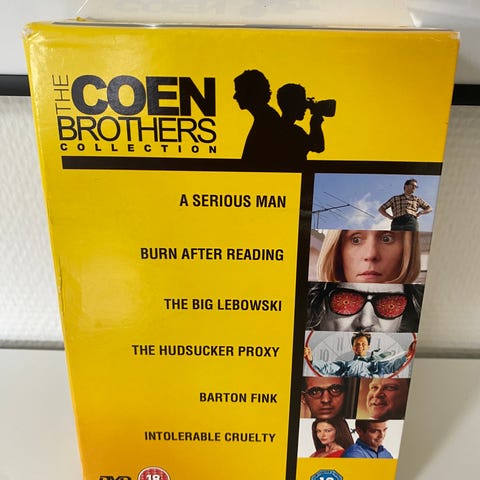 THE
COEN
BROTHERS
COLLECTION
A SERIOUS MAN
BURN AFTER READING
THE BIG LEBOWSKI
THE HUDSUCKER PROXY
BARTON FINK
INTOLERABLE CRUELTY
18